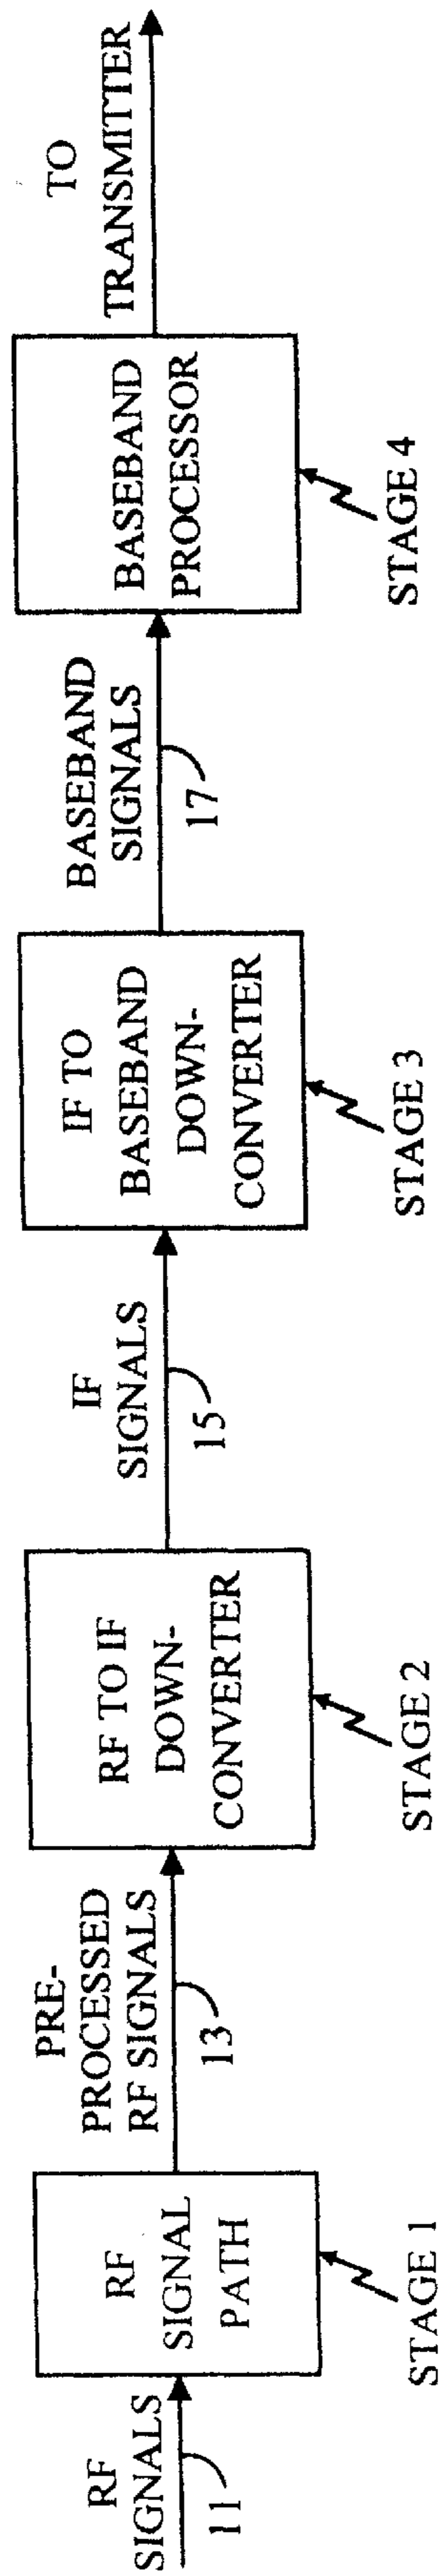 RF
SIGNALS
11
RF
SIGNAL
PATH
STAGE 1
PRE-
PROCESSED
RF SIGNALS
13
RF TO IF
DOWN-
CONVERTER
STAGE 2
IF
SIGNALS
15
IF TO
BASEBAND
DOWN-
CONVERTER
STAGE 3
BASEBAND
SIGNALS
17
BASEBAND
PROCESSOR
STAGE 4
TO
TRANSMITTER